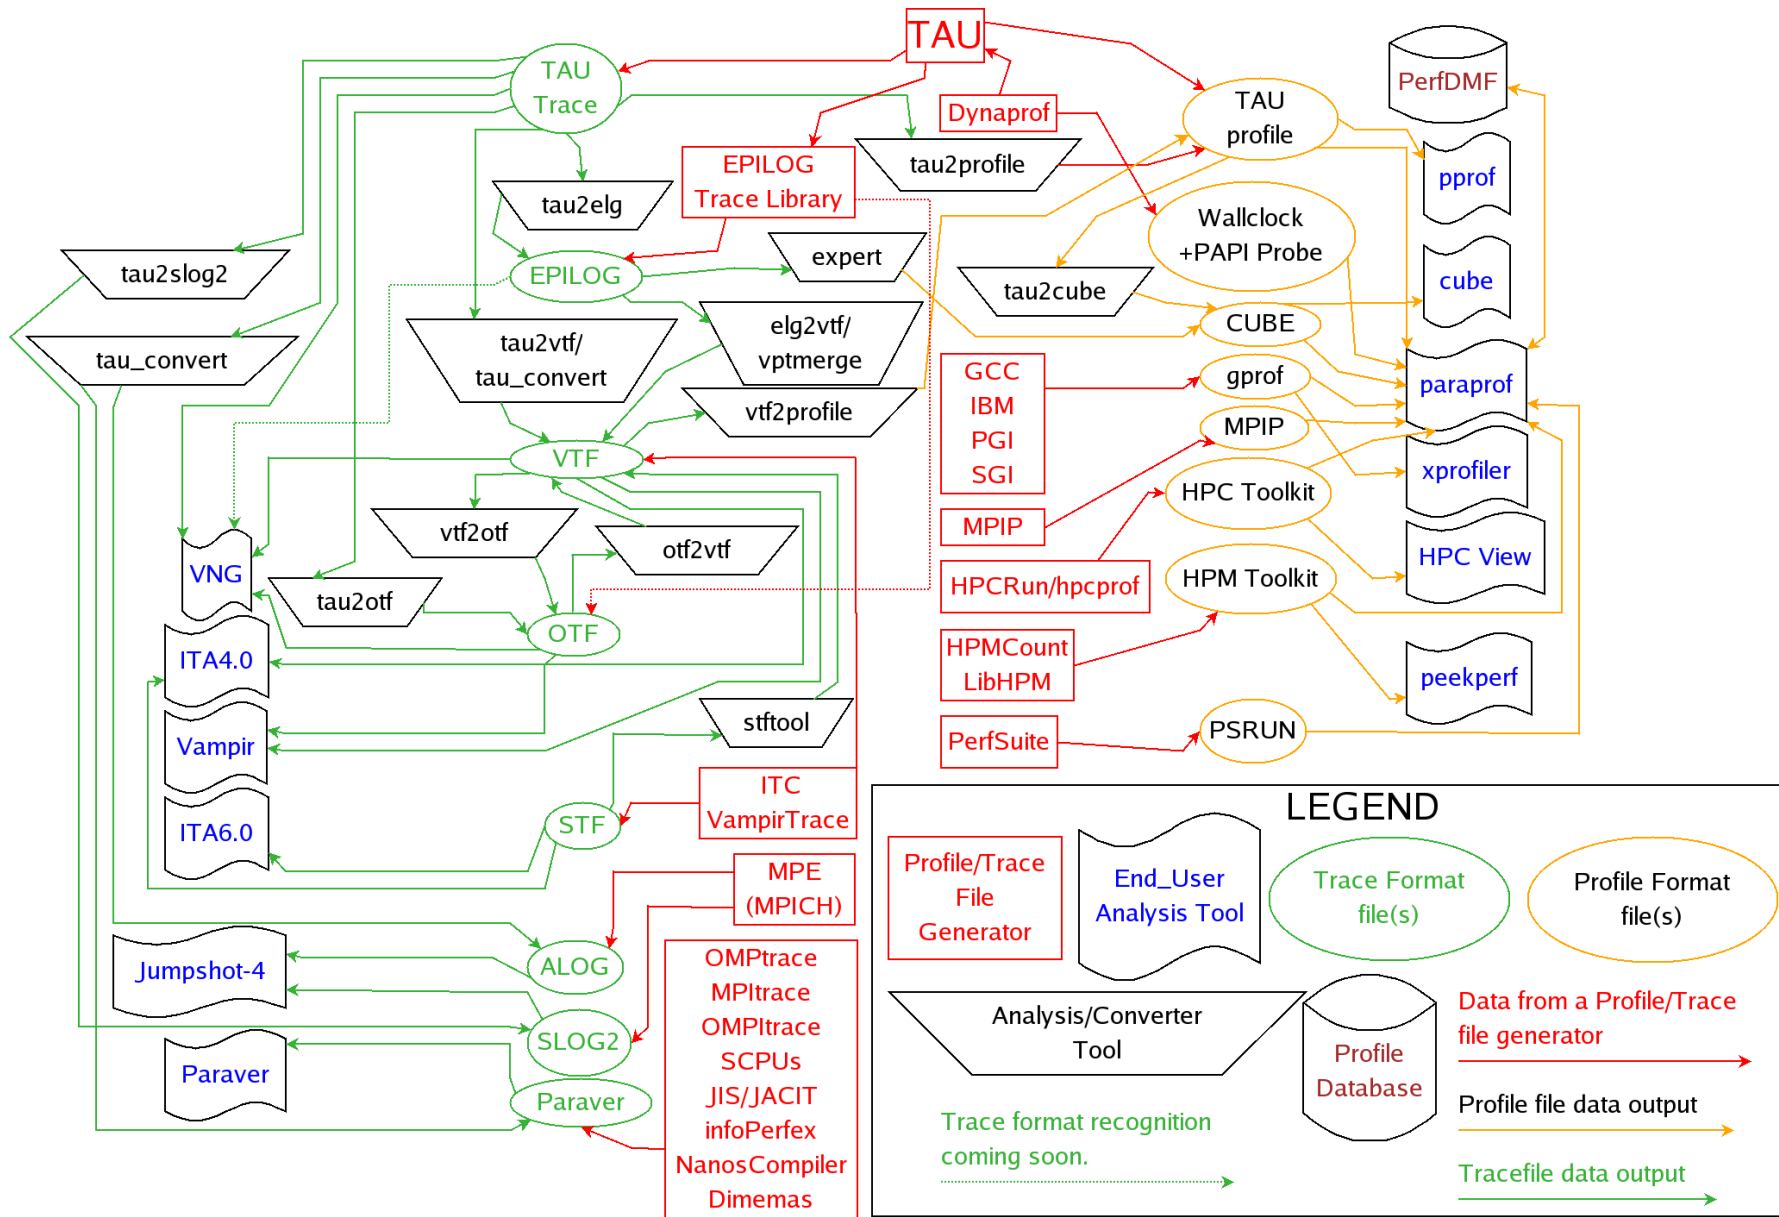 TAU
TAU
Trace
PerfDMF
Dynaprof
TAU
profile
EPILOG
Trace Library
tau2profile
pprof
tau2elg
Wallclock
+PAPI Probe
expert
tau2slog2
EPILOG
tau2cube
cube
tau2vtf/
tau_convert
elg2vtf/
vptmerge
CUBE
tau_convert
GCC
IBM
PGI
SGI
gprof
paraprof
vtf2profile
MPIP
VTF
xprofiler
HPC Toolkit
MPIP
vtf2otf
otf2vtf
HPC View
VNG
HPCRun/hpcprof
HPM Toolkit
tau2otf
OTF
ITA4.0
HPMCount
LibHPM
peekperf
Vampir
stftool
PerfSuite
PSRUN
ITC
VampirTrace
STF
ITA6.0
MPE
(MPICH)
Jumpshot-4
ALOG
SLOG2
OMPtrace
MPItrace
OMPItrace
SCPUs
JIS/JACIT
infoPerfex
NanosCompiler
Dimemas
Paraver
Paraver
LEGEND
Profile/Trace
File
Generator
End_User
Analysis Tool
Trace Format
file(s)
Profile Format
file(s)
Analysis/Converter
Tool
Profile
Database
Data from a Profile/Trace
file generator
Profile file data output
Trace format recognition
coming soon.
Tracefile data output